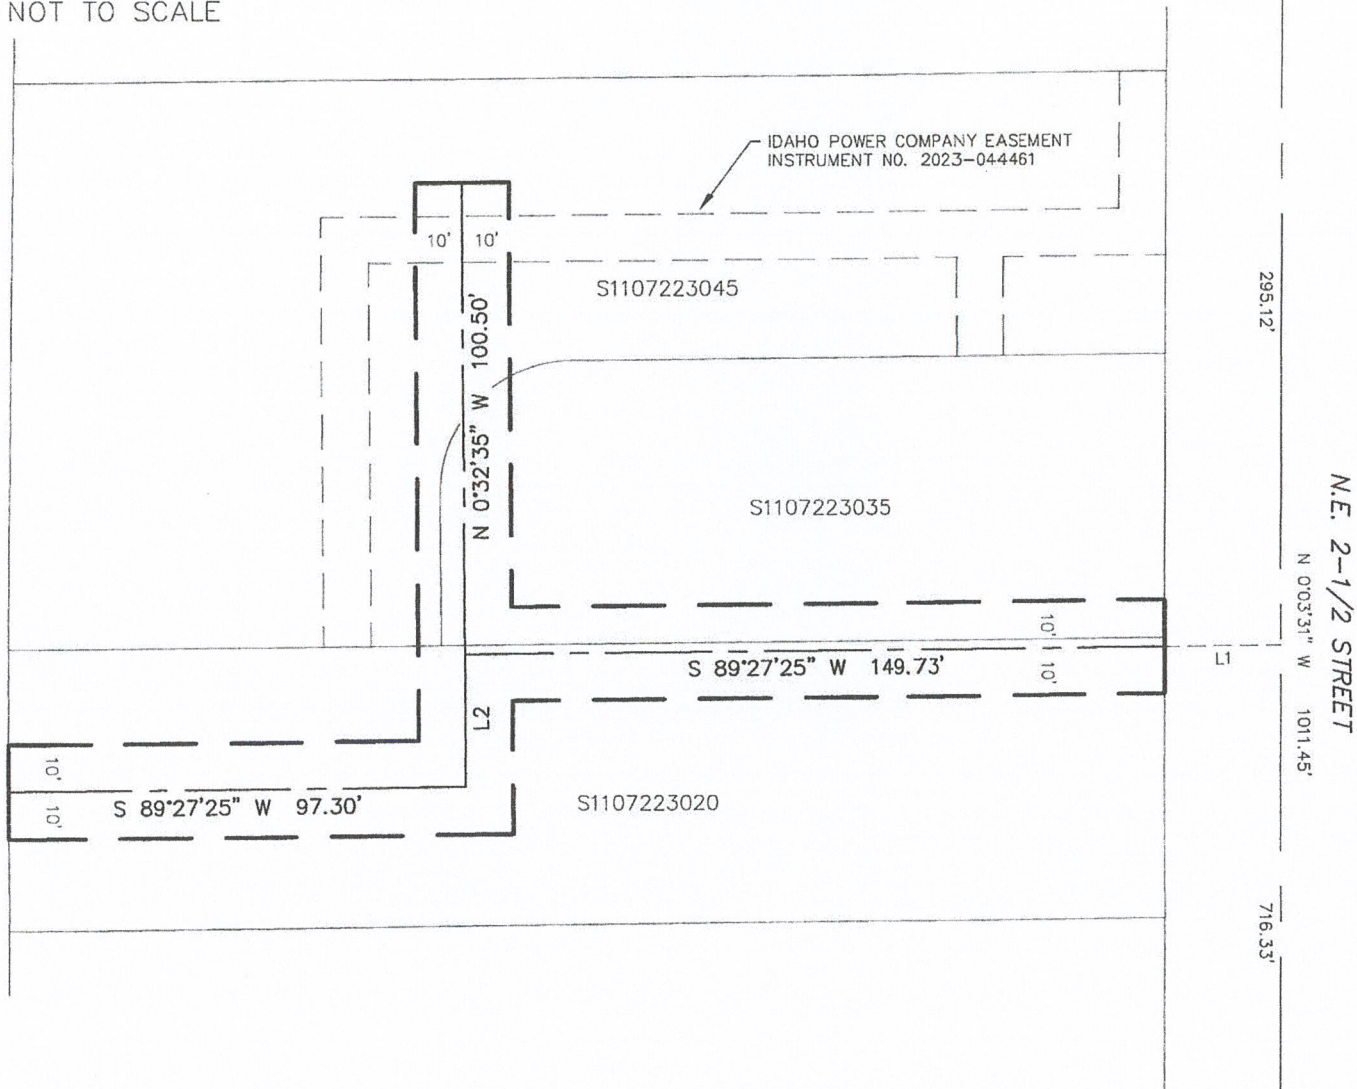 NOT TO SCALE
IDAHO POWER COMPANY EASEMENT
INSTRUMENT NO. 2023-044461
10' 10'
S1107223045
295.12'
N 0°32'35" W 100.50'
S1107223035
N.E. 2-1/2 STREET
N 0°03'31" W 1011.45'
10'
10'
S 89°27'25" W 149.73'
L1
L2
10'
10'
S 89°27'25" W 97.30'
S1107223020
716.33'